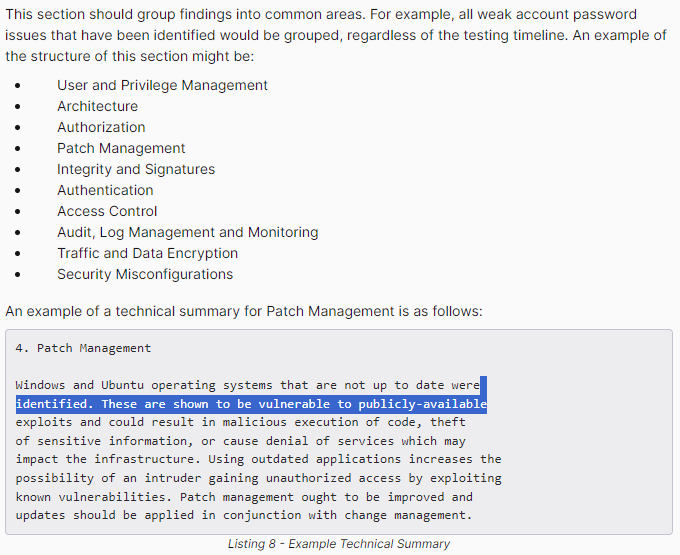 This section should group findings into common areas. For example, all weak account password
issues that have been identified would be grouped, regardless of the testing timeline. An example of
the structure of this section might be:
• User and Privilege Management
• Architecture
• Authorization
• Patch Management
• Integrity and Signatures
• Authentication
• Access Control
• Audit, Log Management and Monitoring
• Traffic and Data Encryption
• Security Misconfigurations
An example of a technical summary for Patch Management is as follows:
4. Patch Management
Windows and Ubuntu operating systems that are not up to date were
identified. These are shown to be vulnerable to publicly-available
exploits and could result in malicious execution of code, theft
of sensitive information, or cause denial of services which may
impact the infrastructure. Using outdated applications increases the
possibility of an intruder gaining unauthorized access by exploiting
known vulnerabilities. Patch management ought to be improved and
updates should be applied in conjunction with change management.
Listing 8 - Example Technical Summary